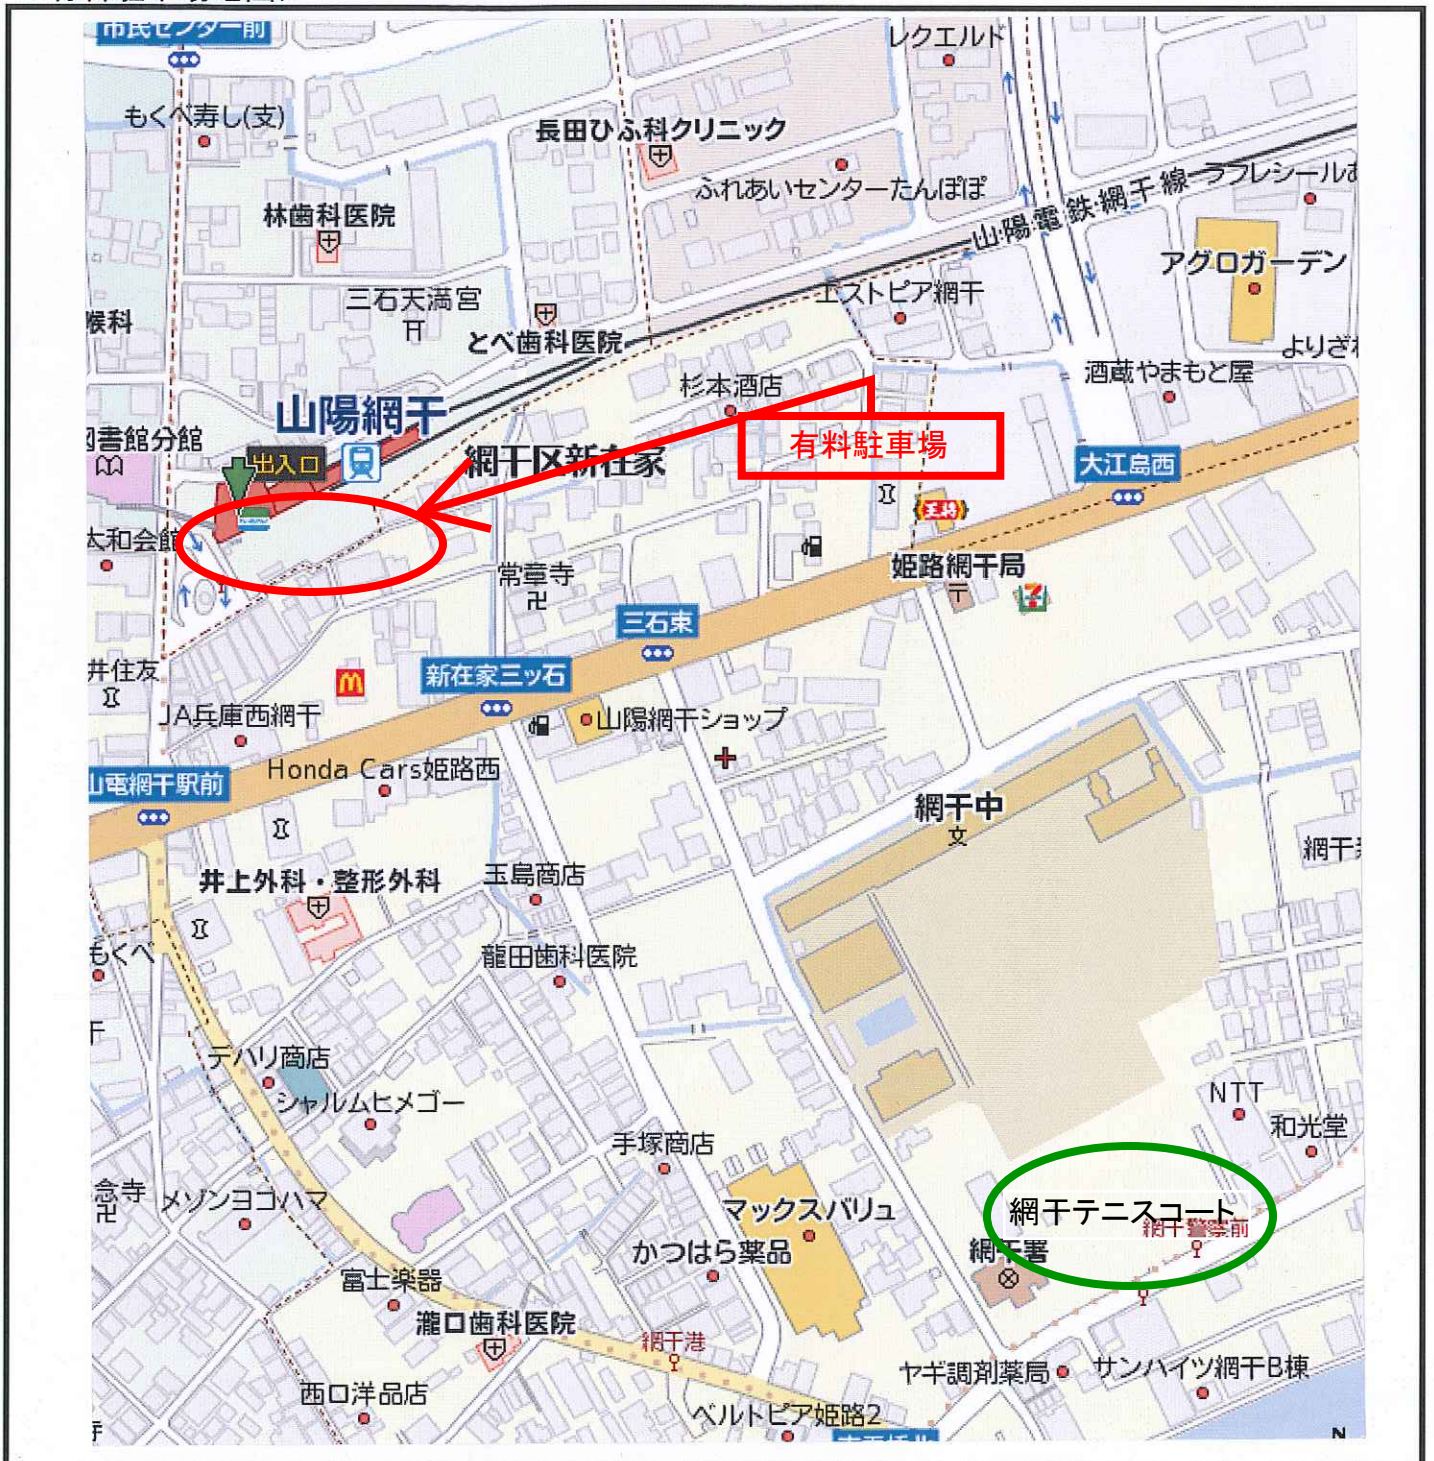 市民センター前
レクエルド
もくべ寿し(支)
長田ひふ科クリニック
ふれあいセンターたんぽぽ
山陽電鉄網干線
林歯科医院
アグロガーデン
三石天満宮
エストピア網干
喉科
とべ歯科医院
酒蔵やまもと屋
杉本酒店
山陽網干
有料駐車場
図書館分館
出入口
網干区新在家
大江島西
王将
太和会館
姫路網干局
常章寺
三石東
新在家三ッ石
JA兵庫西網干
山陽網干ショップ
Honda Cars姫路西
山電網干駅前
網干中
文
井上外科・整形外科
玉島商店
もくべ
龍田歯科医院
デハリ商店
シャルムヒメゴー
NTT
和光堂
手塚商店
念寺
メゾンヨコハマ
マックスバリュ
網干テニスコート
網干警察前
かつはら薬品
網干署
富士楽器
瀧口歯科医院
網干港
ヤギ調剤薬局
サンハイツ網干B棟
西口洋品店
ベルトピア姫路2
N